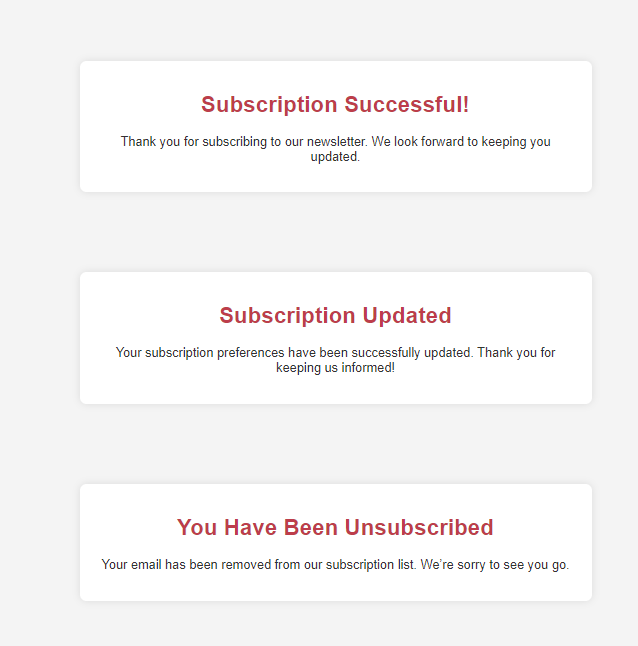 Subscription Successful!
Thank you for subscribing to our newsletter. We look forward to keeping you
updated.
Subscription Updated
Your subscription preferences have been successfully updated. Thank you for
keeping us informed!
You Have Been Unsubscribed
Your email has been removed from our subscription list. We're sorry to see you go.